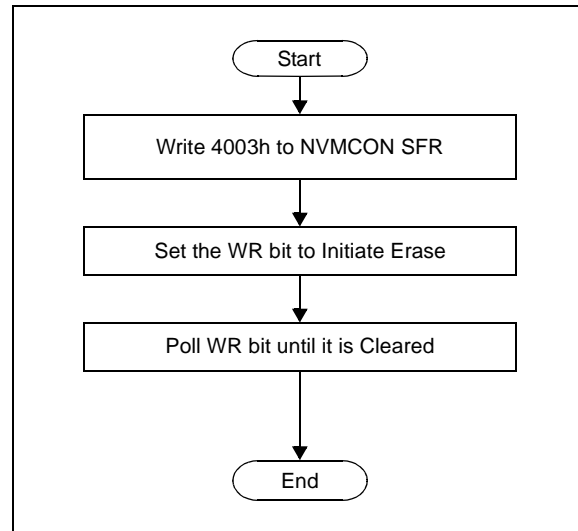 Start
Write 4003h to NVMCON SFR
Set the WR bit to Initiate Erase
Poll WR bit until it is Cleared
End